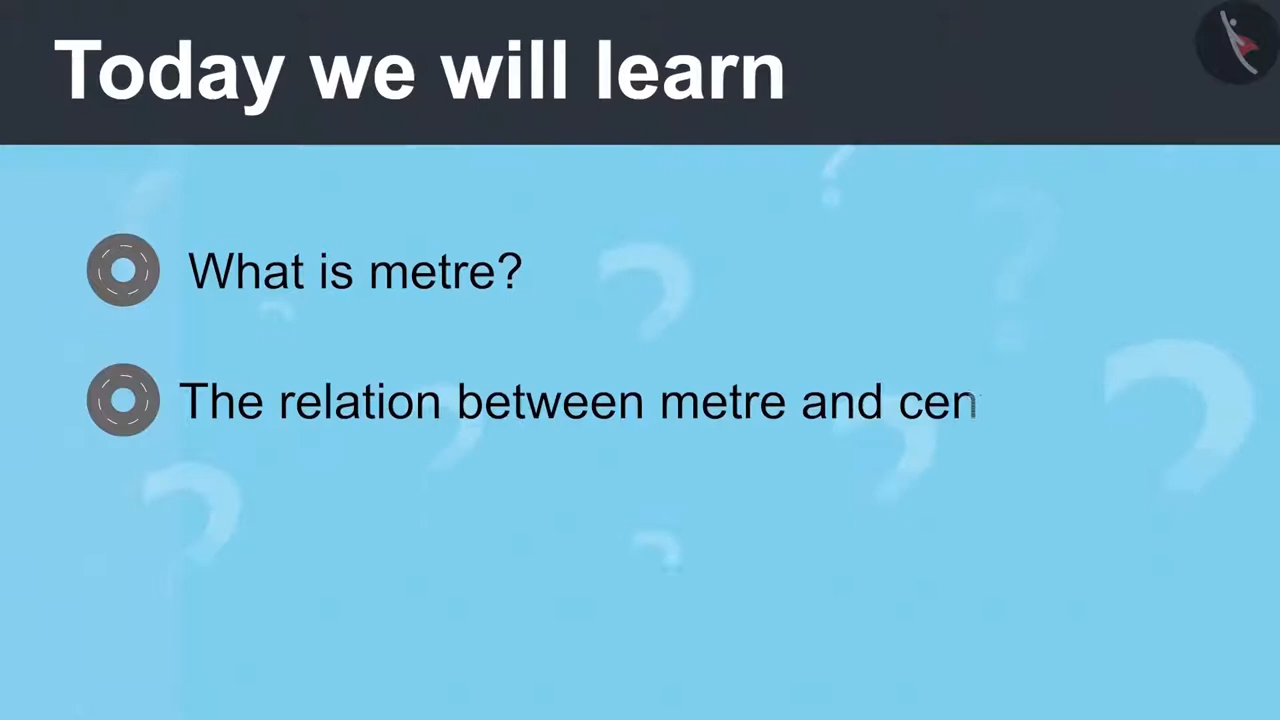 Today we will learn
What is metre?
The relation between metre and cen